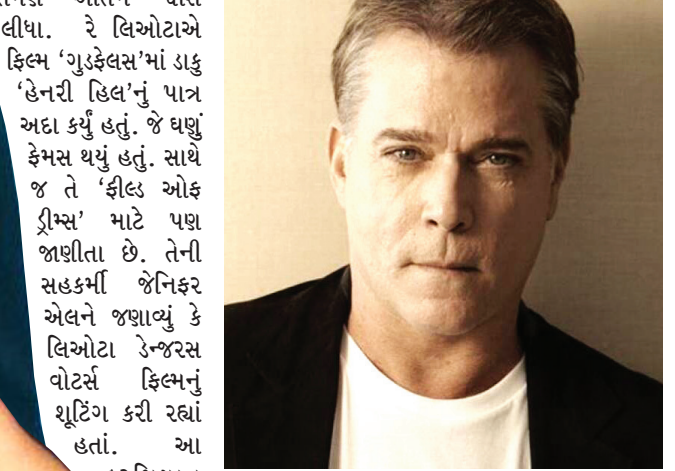 લીધા. રે લિઓટાએ
ફિલ્મ ‘ગુડફેલસ’માં ડાકુ
‘હેનરી હિલ’નું પાત્ર
અદા કર્યું હતું. જે ઘણું
ફેમસ થયું હતું. સાથે
જ તે ‘ફીલ્ડ ઓફ
ડ્રીમ્સ’ માટે પણ
જાણીતા છે. તેની
સહકર્મી જેનિફર
એલને જણાવ્યું કે
લિઓટા ડેન્જરસ
વોટર્સ ફિલ્મનું
શૂટિંગ કરી રહ્યાં
હતાં. આ